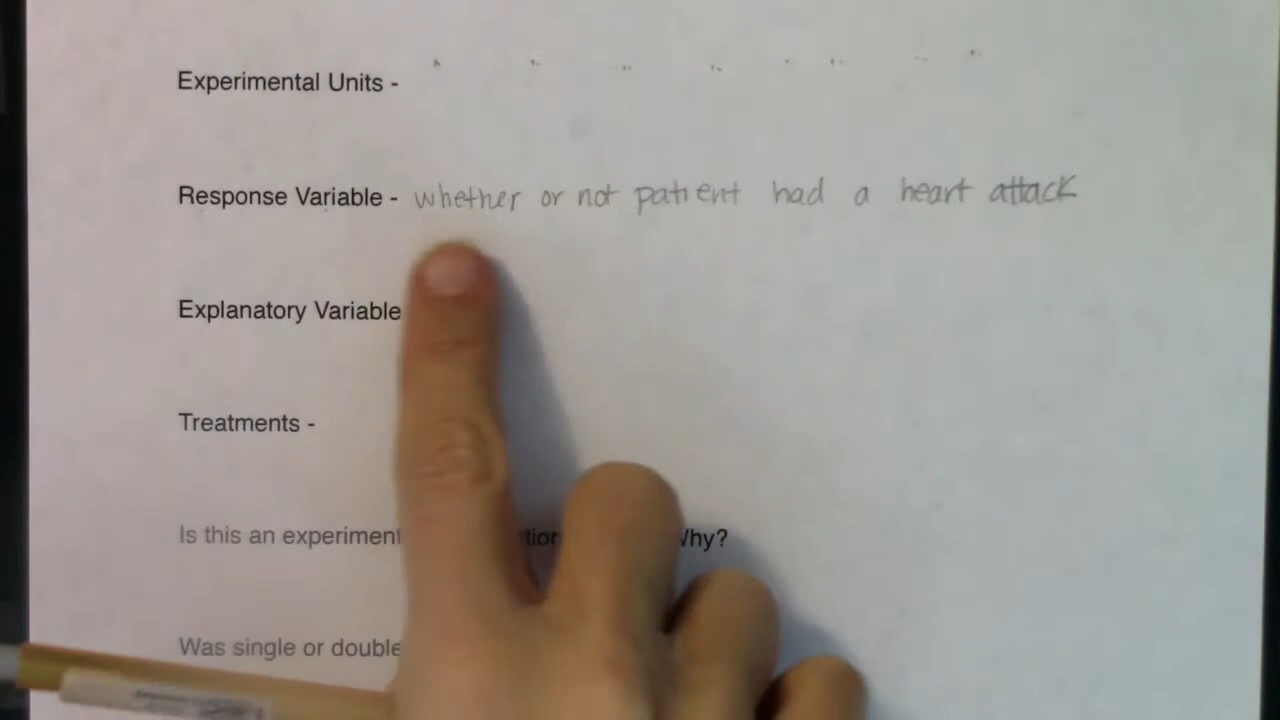 Experimental Units -
Response Variable - whether or not patient had a heart attack
Explanatory Variable
Treatments -
Is this an experiment Why?
Was single or double